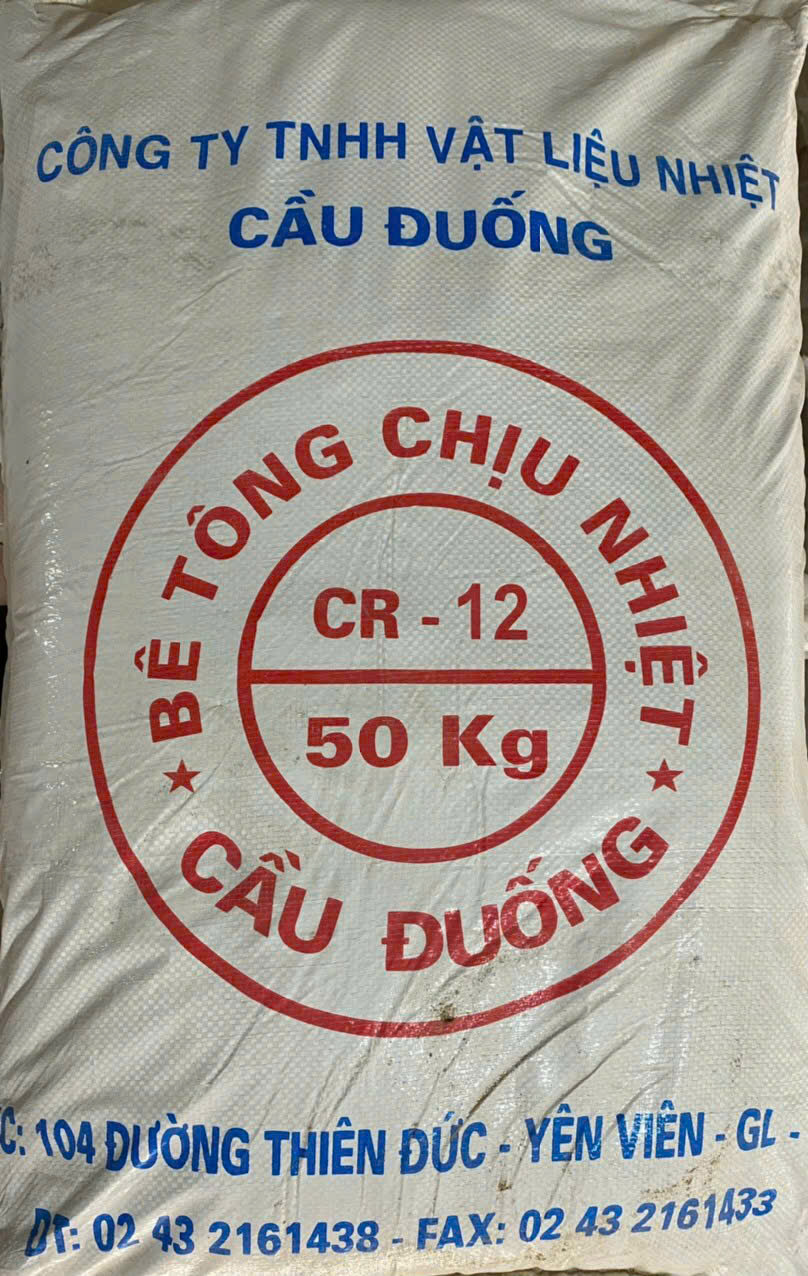 CÔNG TY TNHH VẬT LIỆU NHIỆT
CẦU ĐUỐNG
BÊ TÔNG CHỊU NHIỆT
CR - 12
50 Kg
CẦU ĐUỐNG
C: 104 ĐƯỜNG THIÊN ĐỨC - YÊN VIÊN - GL -
ĐT: 02 43 2161438 - FAX: 02 43 2161433